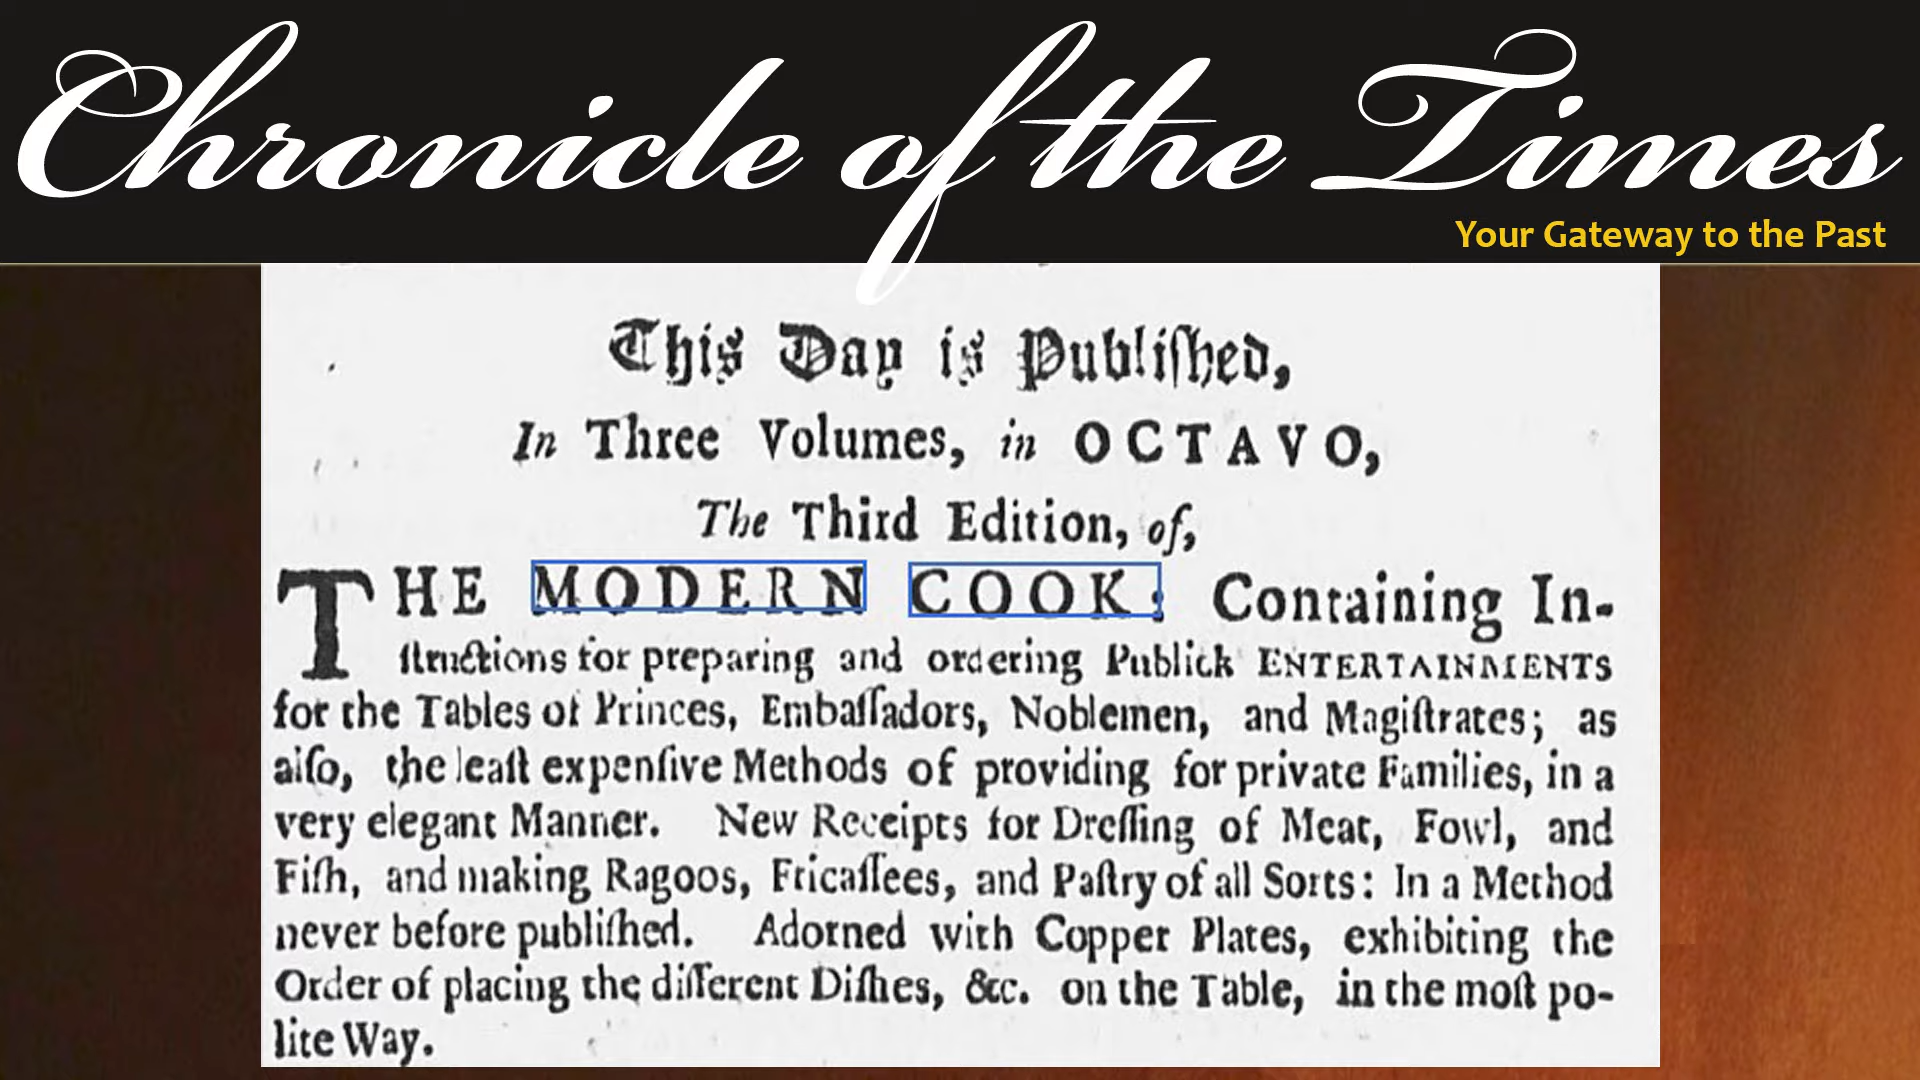 Chronicle of the Times
Your Gateway to the Past
This Day is Publiſhed,
In Three Volumes, in OCTAVO,
The Third Edition, of,
THE MODERN COOK: Containing In-
ſtructions for preparing and ordering Publick ENTERTAINMENTS
for the Tables of Princes, Embaſſadors, Noblemen, and Magiſtrates; as
alſo, the leaſt expenſive Methods of providing for private Families, in a
very elegant Manner. New Receipts for Dreſſing of Meat, Fowl, and
Fiſh, and making Ragoos, Fricaſſees, and Paſtry of all Sorts: In a Method
never before publiſhed. Adorned with Copper Plates, exhibiting the
Order of placing the different Diſhes, &c. on the Table, in the moſt po-
lite Way.